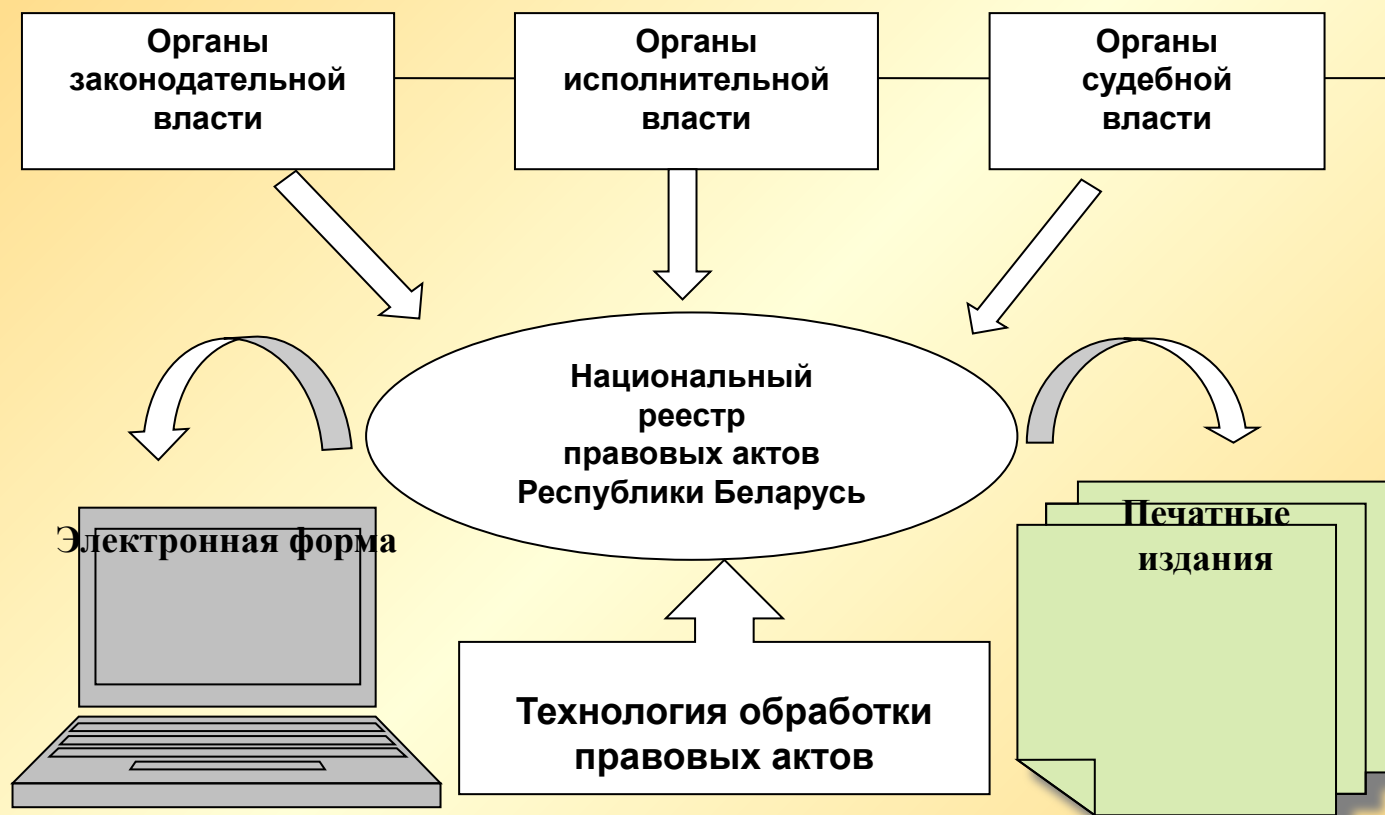 Органы
законодательной
власти
Органы
исполнительной
власти
Органы
судебной
власти
Национальный
реестр
правовых актов
Республики Беларусь
Электронная форма
Печатные
издания
Технология обработки
правовых актов